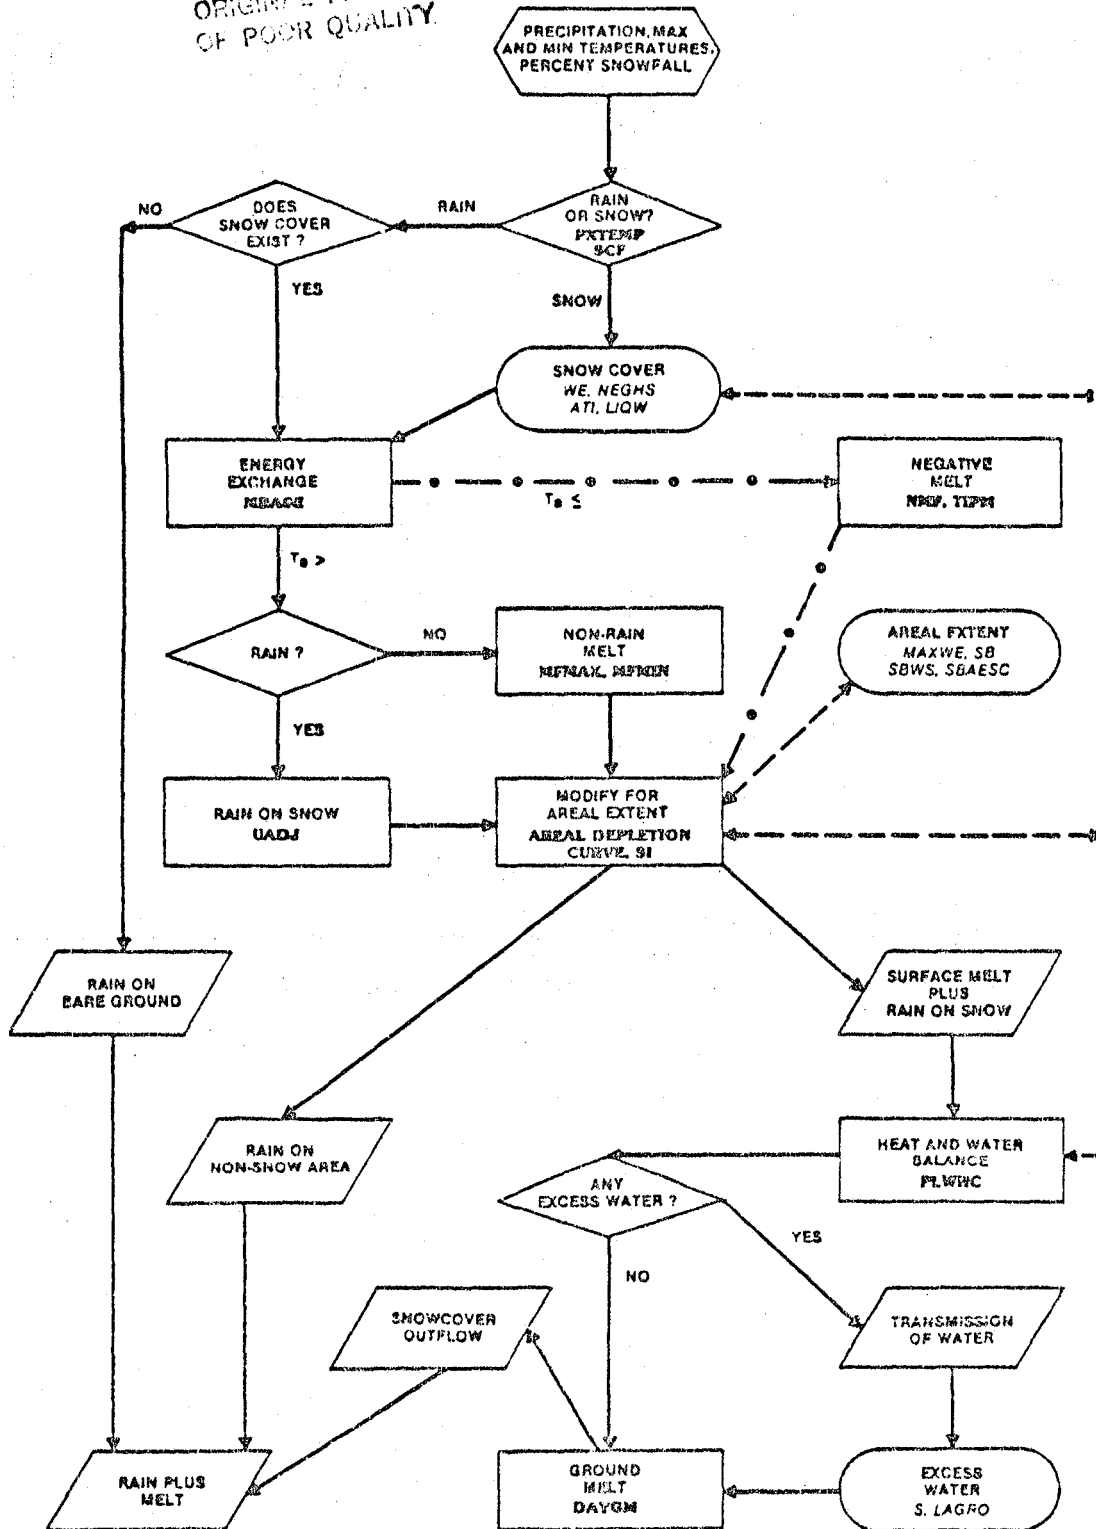 OF POOR QUALITY
PRECIPITATION, MAX
AND MIN TEMPERATURES,
PERCENT SNOWFALL
RAIN
OR SNOW?
PXTEMP
SCF
RAIN
DOES
SNOW COVER
EXIST ?
NO
YES
SNOW
SNOW COVER
WE, NEGHS
ATI, LIQW
ENERGY
EXCHANGE
MBASE
Ta ≤
NEGATIVE
MELT
NMF, TIPM
Ta >
RAIN ?
NO
NON-RAIN
MELT
MFMAX, MFMIN
AREAL EXTENT
MAXWE, SB
SBWS, SBAESC
YES
RAIN ON SNOW
UADJ
MODIFY FOR
AREAL EXTENT
AREAL DEPLETION
CURVE, SI
RAIN ON
BARE GROUND
SURFACE MELT
PLUS
RAIN ON SNOW
RAIN ON
NON-SNOW AREA
HEAT AND WATER
BALANCE
PLWHC
ANY
EXCESS WATER ?
YES
NO
SNOWCOVER
OUTFLOW
TRANSMISSION
OF WATER
RAIN PLUS
MELT
GROUND
MELT
DAYGM
EXCESS
WATER
S, LAGRO